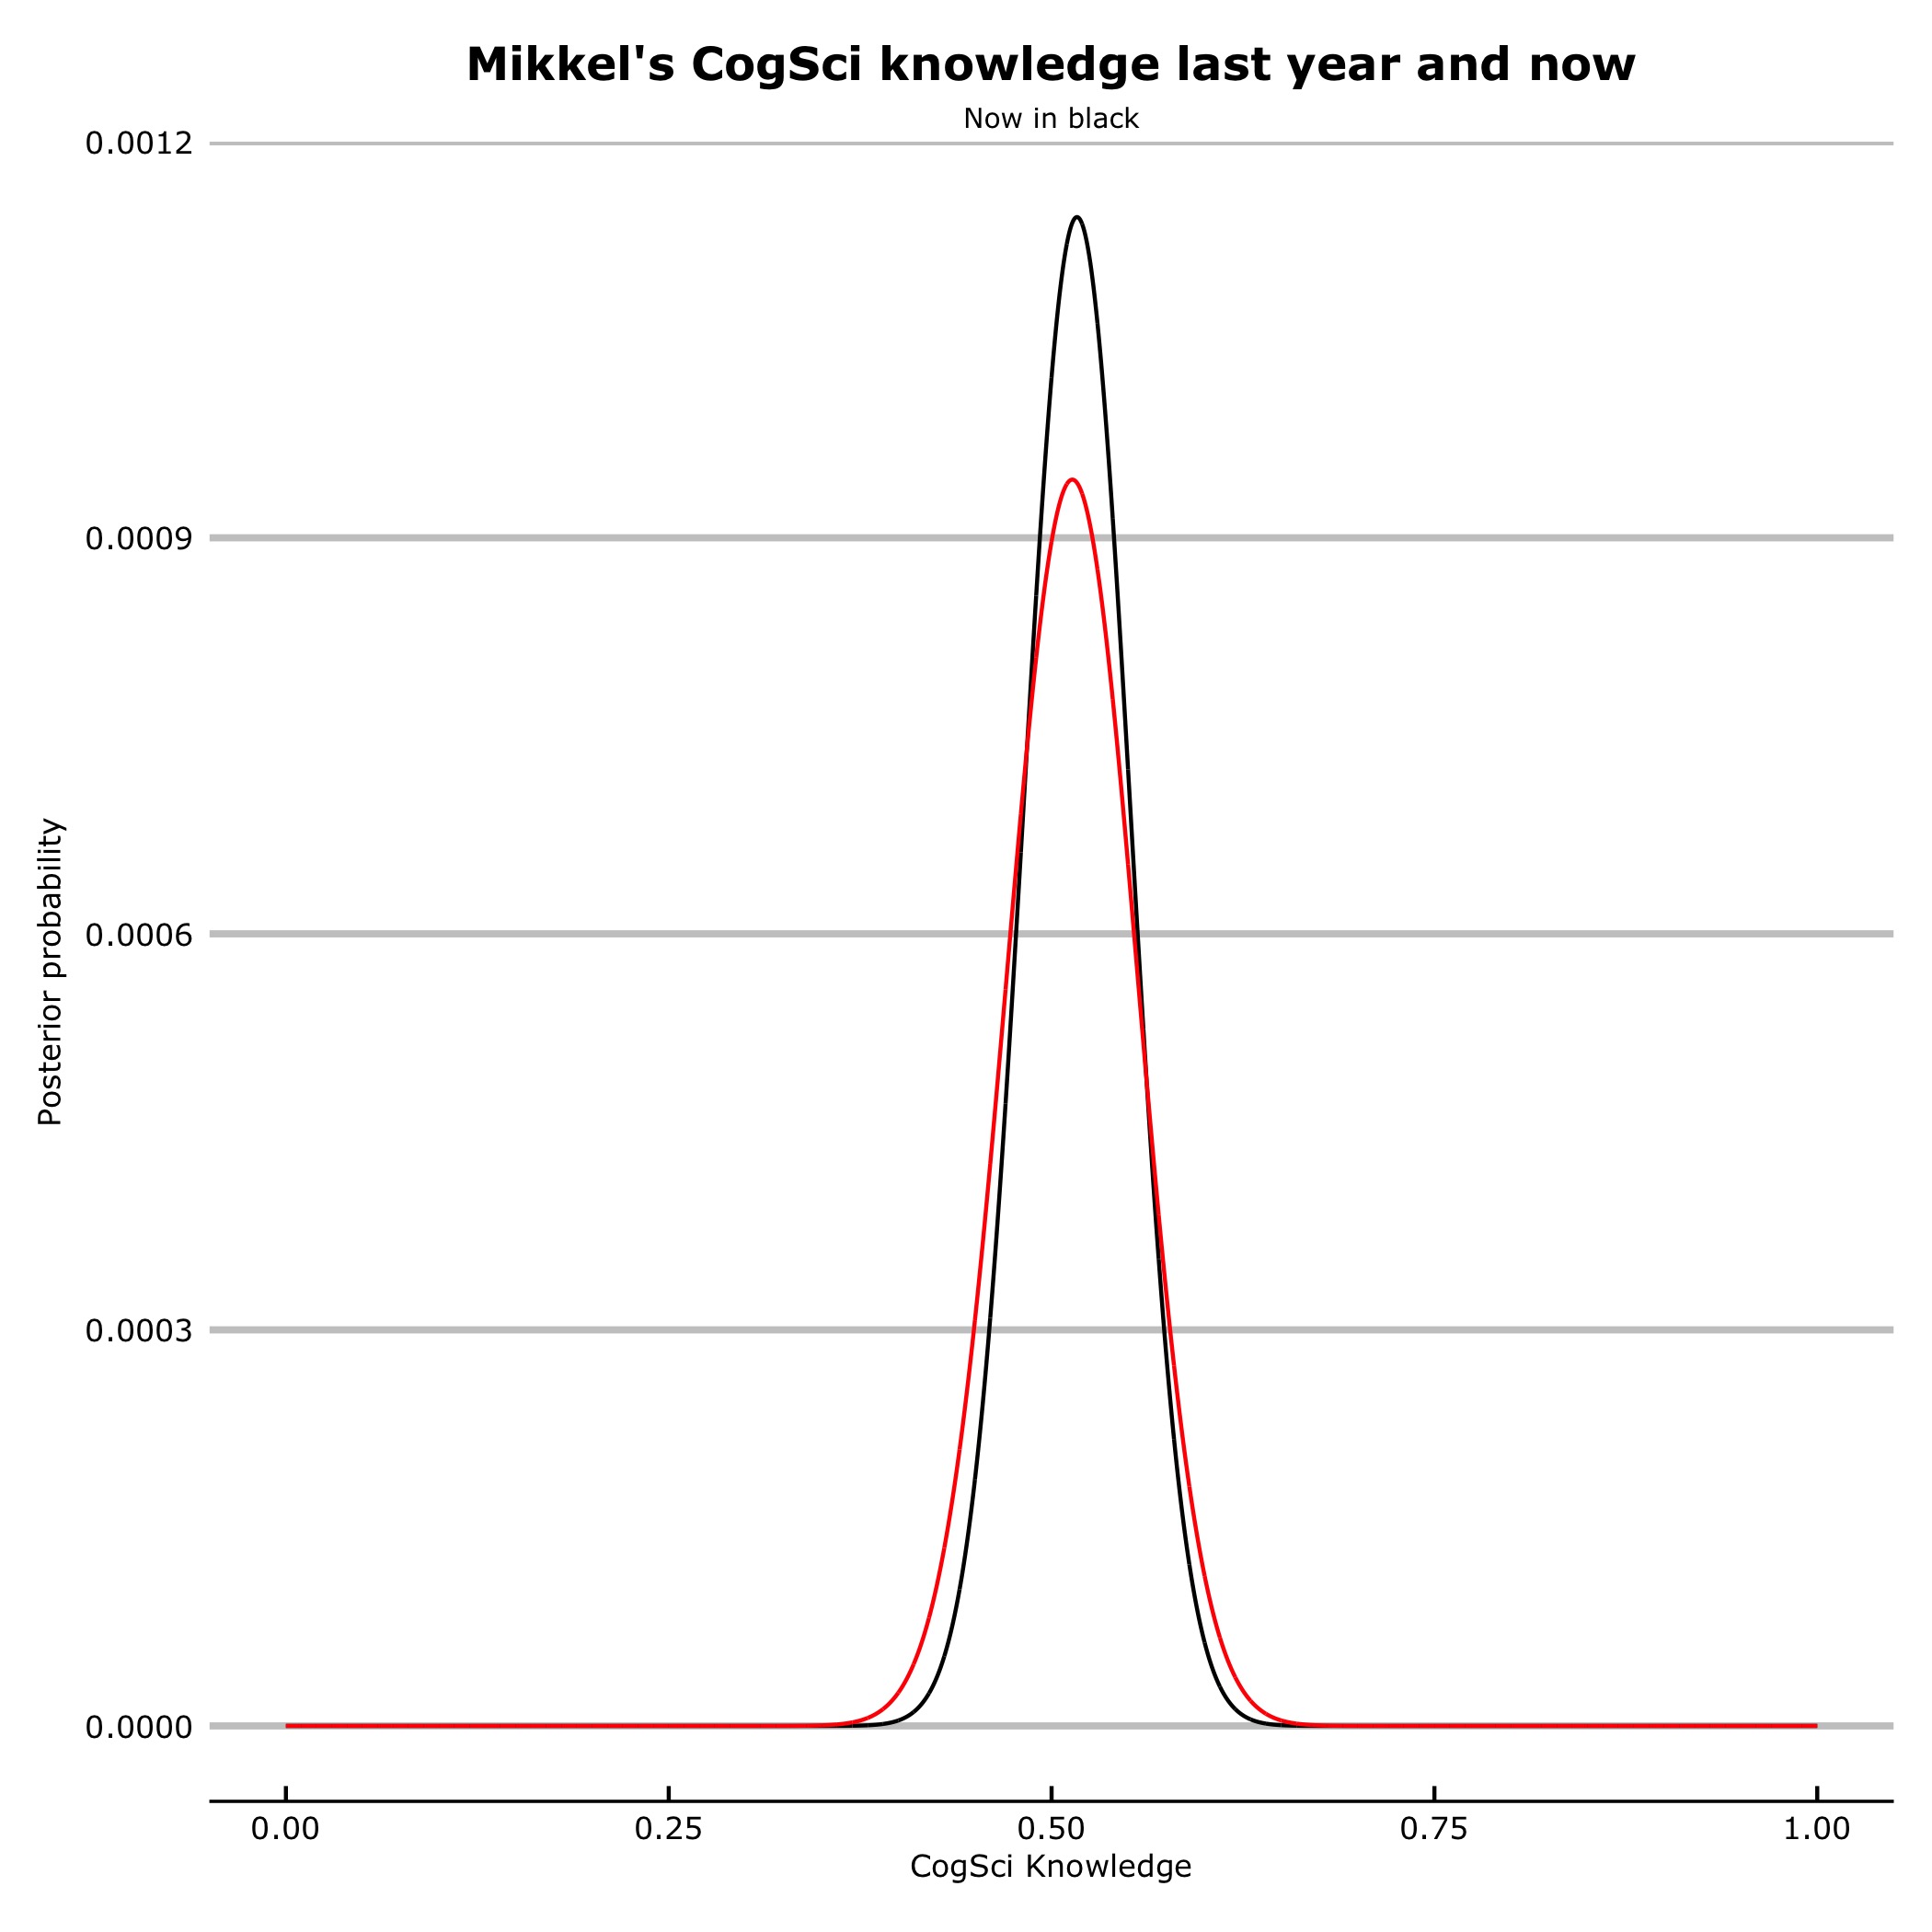 Mikkel's CogSci knowledge last year and now
Now in black
0.0012
0.0009
0.0006
0.0003
0.0000
Posterior probability
0.00 0.25 0.50 0.75 1.00
CogSci Knowledge